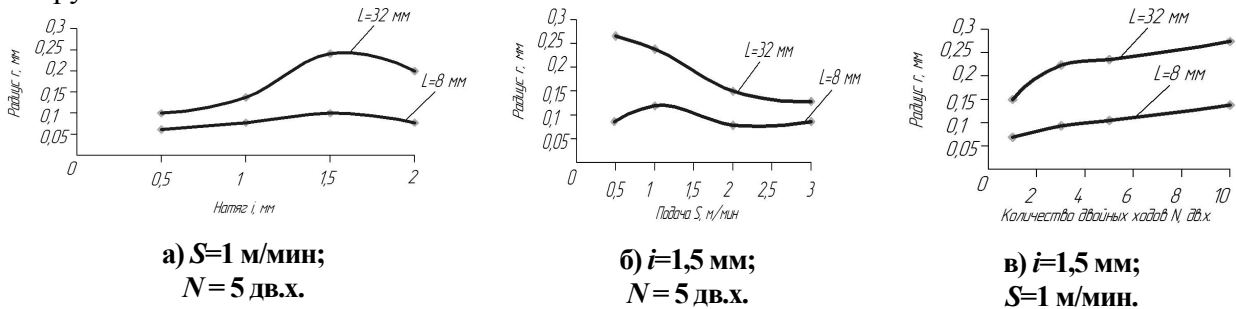 0,3
0,25
0,2
0,15
0,1
0,05
0
Радиус r, мм
L=32 мм
L=8 мм
0,5
1
1,5
2
Натяг i, мм
а) S=1 м/мин;
N = 5 дв.х.
0,3
0,25
0,2
0,15
0,1
0,05
0
Радиус r, мм
L=32 мм
L=8 мм
0,5
1
2
2,5
3
Подача S, м/мин
б) i=1,5 мм;
N = 5 дв.х.
0,3
0,25
0,2
0,15
0,1
0,05
0
Радиус r, мм
L=32 мм
L=8 мм
2
4
6
8
10
Количество двойных ходов N, дв.х.
в) i=1,5 мм;
S=1 м/мин.